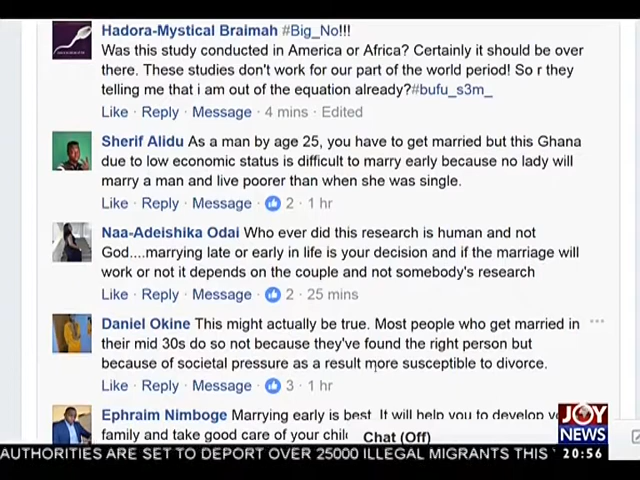 Hadora-Mystical Braimah #Big_No!!!
Was this study conducted in America or Africa? Certainly it should be over
there. These studies don't work for our part of the world period! So r they
telling me that i am out of the equation already?#bufu_s3m_
Like · Reply · Message · 4 mins · Edited
Sherif Alidu As a man by age 25, you have to get married but this Ghana
due to low economic status is difficult to marry early because no lady will
marry a man and live poorer than when she was single.
Like · Reply · Message · 2 · 1 hr
Naa-Adeishika Odai Who ever did this research is human and not
God....marrying late or early in life is your decision and if the marriage will
work or not it depends on the couple and not somebody's research
Like · Reply · Message · 2 · 25 mins
Daniel Okine This might actually be true. Most people who get married in
their mid 30s do so not because they've found the right person but
because of societal pressure as a result more susceptible to divorce.
Like · Reply · Message · 3 · 1 hr
Ephraim Nimboge Marrying early is best. It will help you to develop
family and take good care of your
Chat (Off)
JOY
NEWS
AUTHORITIES ARE SET TO DEPORT OVER 25000 ILLEGAL MIGRANTS THIS
20:56